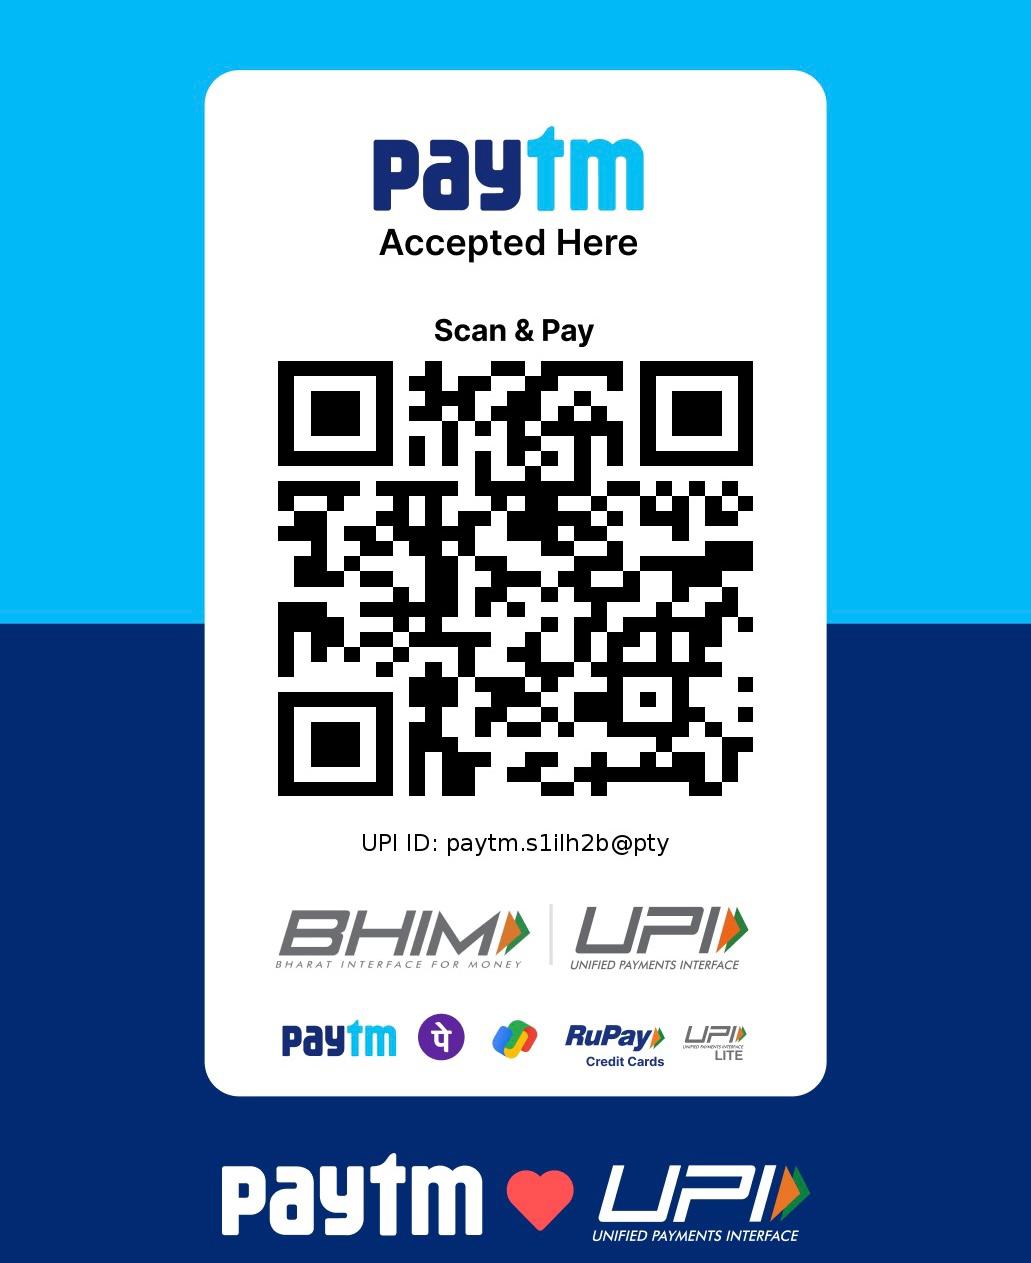 paytm
Accepted Here
Scan & Pay
UPI ID: paytm.s1ilh2b@pty
BHIM UPI
BHARAT INTERFACE FOR MONEY UNIFIED PAYMENTS INTERFACE
paytm पे RuPay UPI
UNIFIED PAYMENTS INTERFACE
Credit Cards LITE
paytm UPI
UNIFIED PAYMENTS INTERFACE